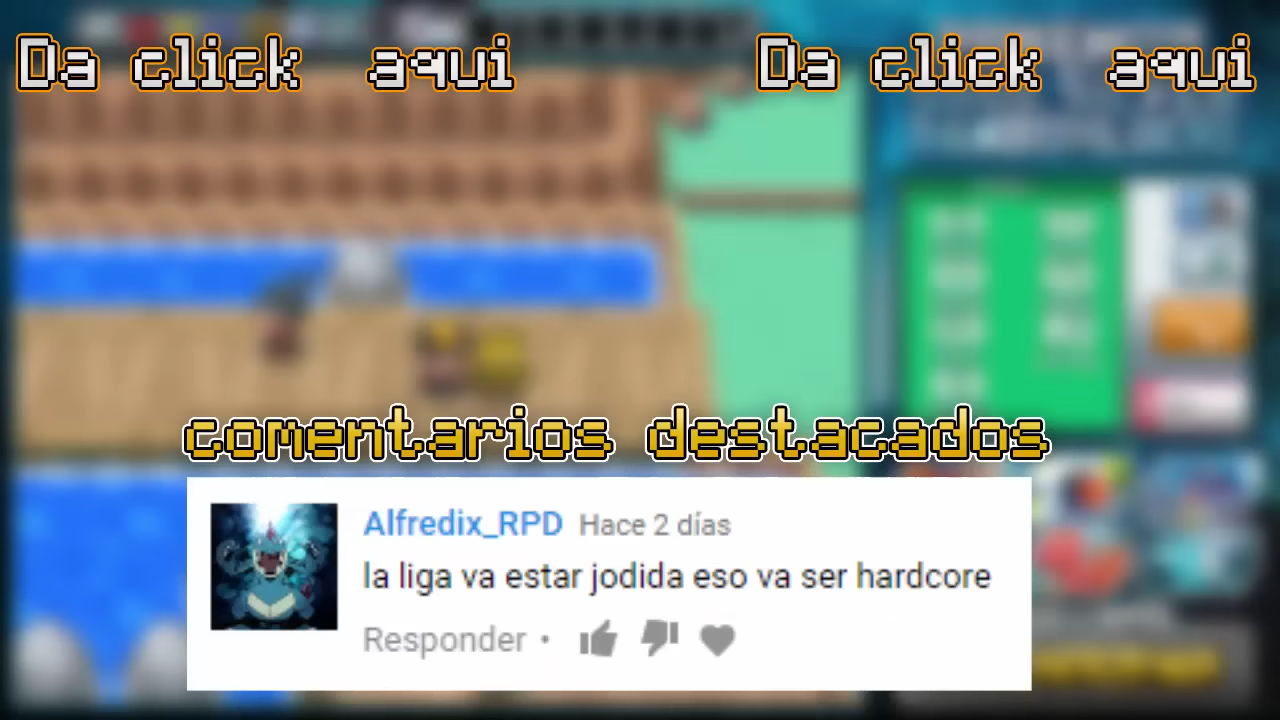 Da click aqui
Da click aqui
comentarios destacados
Alfredix_RPD Hace 2 días
la liga va estar jodida eso va ser hardcore
Responder •